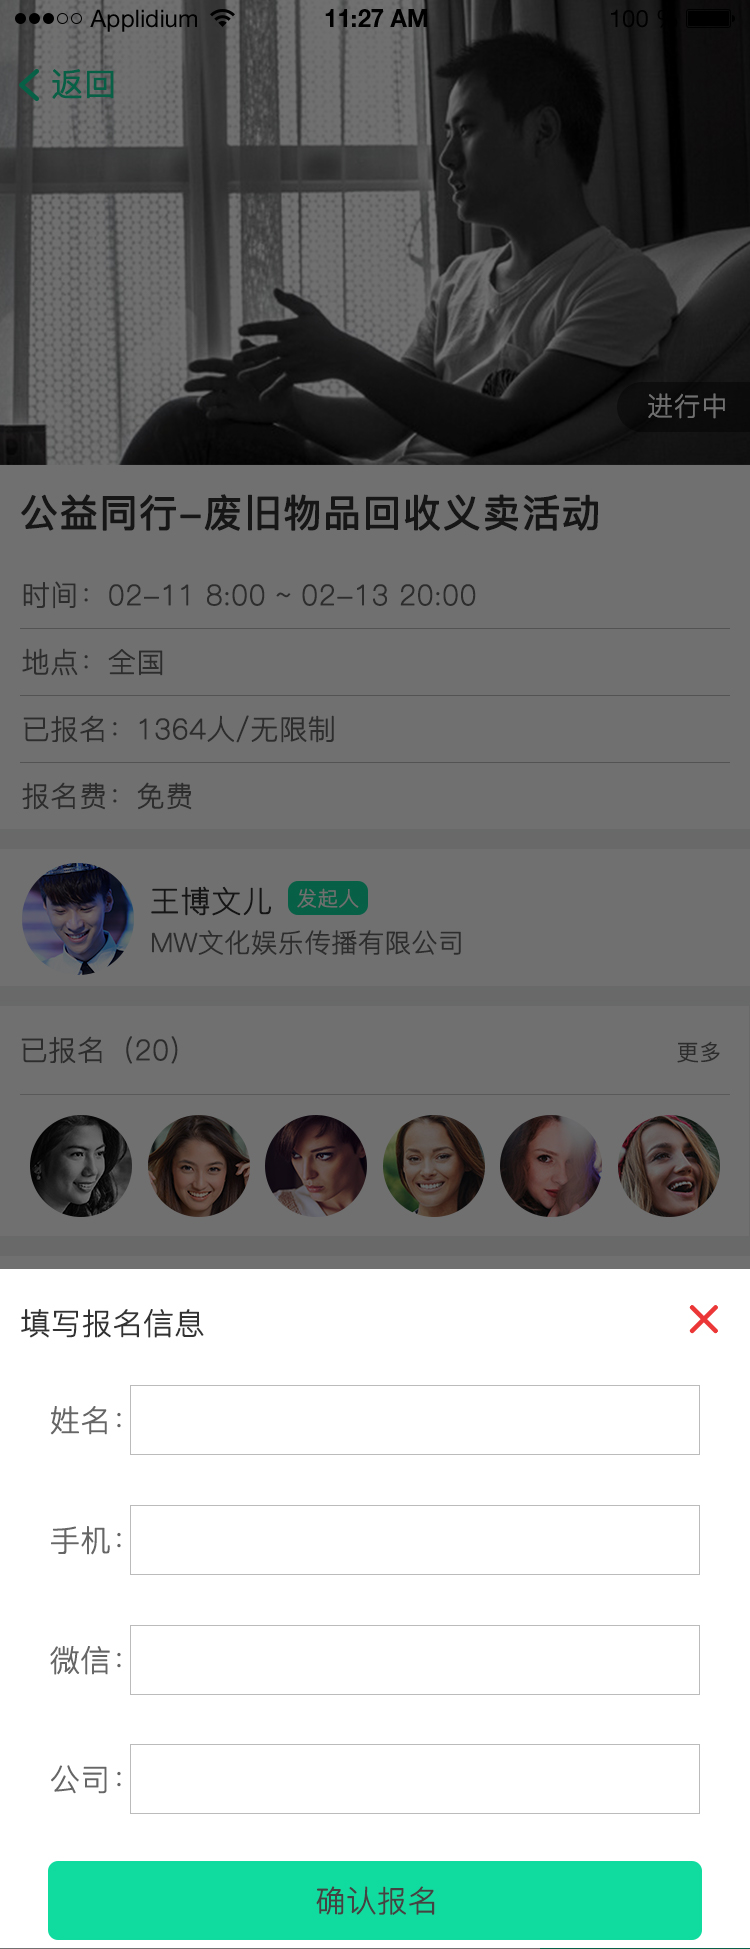 Applidium 11:27 AM 100 %
返回
进行中
公益同行-废旧物品回收义卖活动
时间：02-11 8:00 ~ 02-13 20:00
地点：全国
已报名：1364人/无限制
报名费：免费
王博文儿 发起人
MW文化娱乐传播有限公司
已报名（20） 更多
填写报名信息
姓名：
手机：
微信：
公司：
确认报名